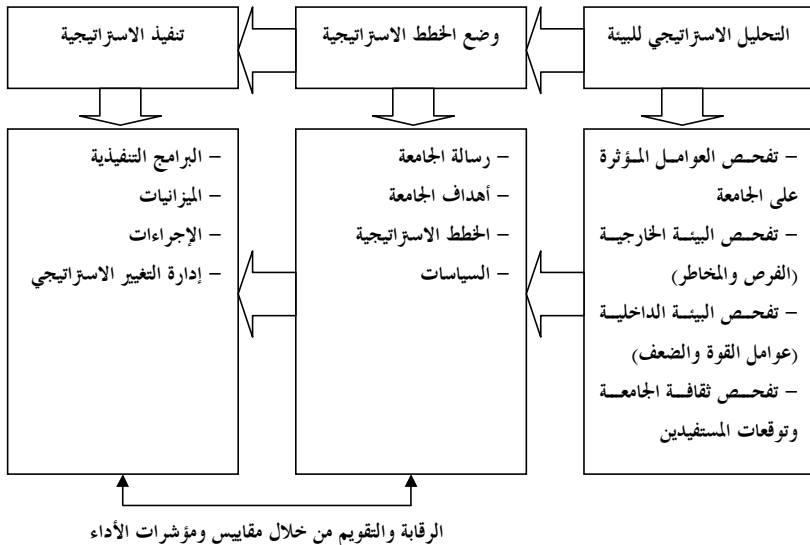 التحليل الاستراتيجي للبيئة
وضع الخطط الاستراتيجية
تنفيذ الاستراتيجية
– تفحص العوامل المؤثرة
على الجامعة
– تفحص البيئة الخارجية
(الفرص والمخاطر)
– تفحص البيئة الداخلية
(عوامل القوة والضعف)
– تفحص ثقافة الجامعة
وتوقعات المستفيدين
– رسالة الجامعة
– أهداف الجامعة
– الخطط الاستراتيجية
– السياسات
– البرامج التنفيذية
– الميزانيات
– الإجراءات
– إدارة التغيير الاستراتيجي
الرقابة والتقويم من خلال مقاييس ومؤشرات الأداء